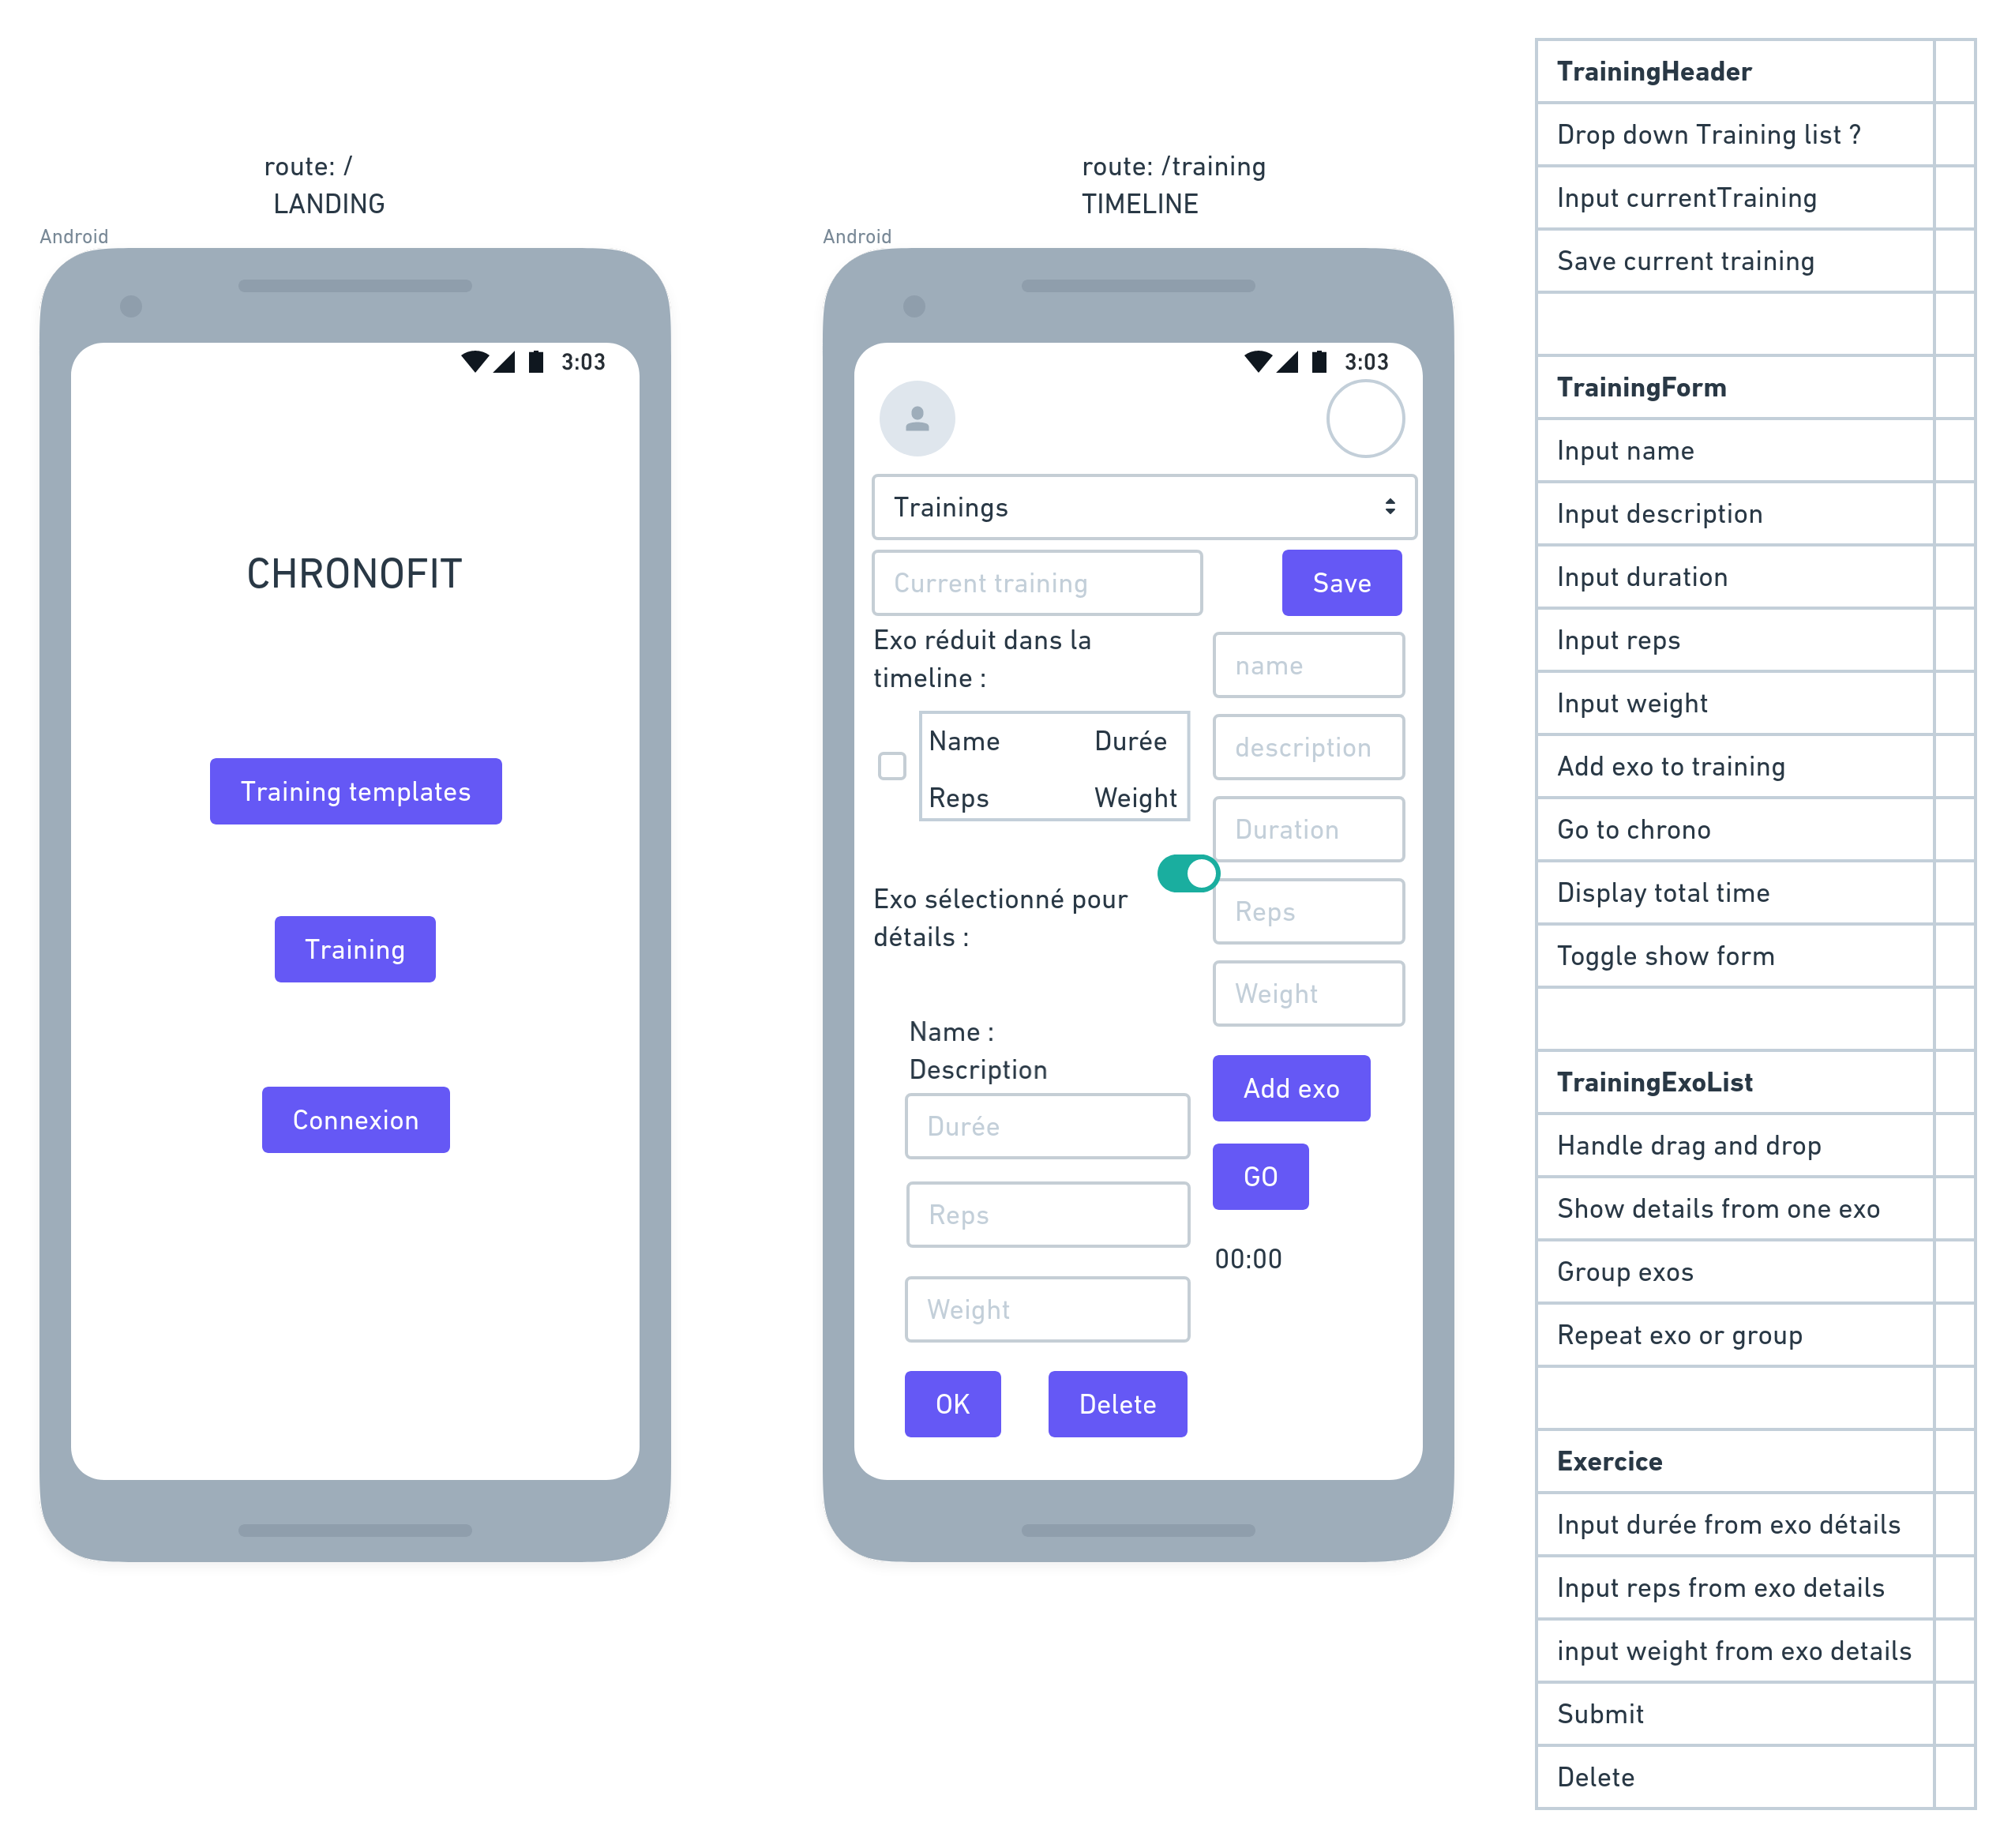 route: /
LANDING
Android
3:03
CHRONOFIT
Training templates
Training
Connexion
route: /training
TIMELINE
Android
3:03
Trainings
Current training
Save
Exo réduit dans la
timeline :
Name Durée
Reps Weight
Exo sélectionné pour
détails :
Name :
Description
Durée
Reps
Weight
OK Delete
name
description
Duration
Reps
Weight
Add exo
GO
00:00
TrainingHeader
Drop down Training list ?
Input currentTraining
Save current training
TrainingForm
Input name
Input description
Input duration
Input reps
Input weight
Add exo to training
Go to chrono
Display total time
Toggle show form
TrainingExoList
Handle drag and drop
Show details from one exo
Group exos
Repeat exo or group
Exercice
Input durée from exo détails
Input reps from exo details
input weight from exo details
Submit
Delete